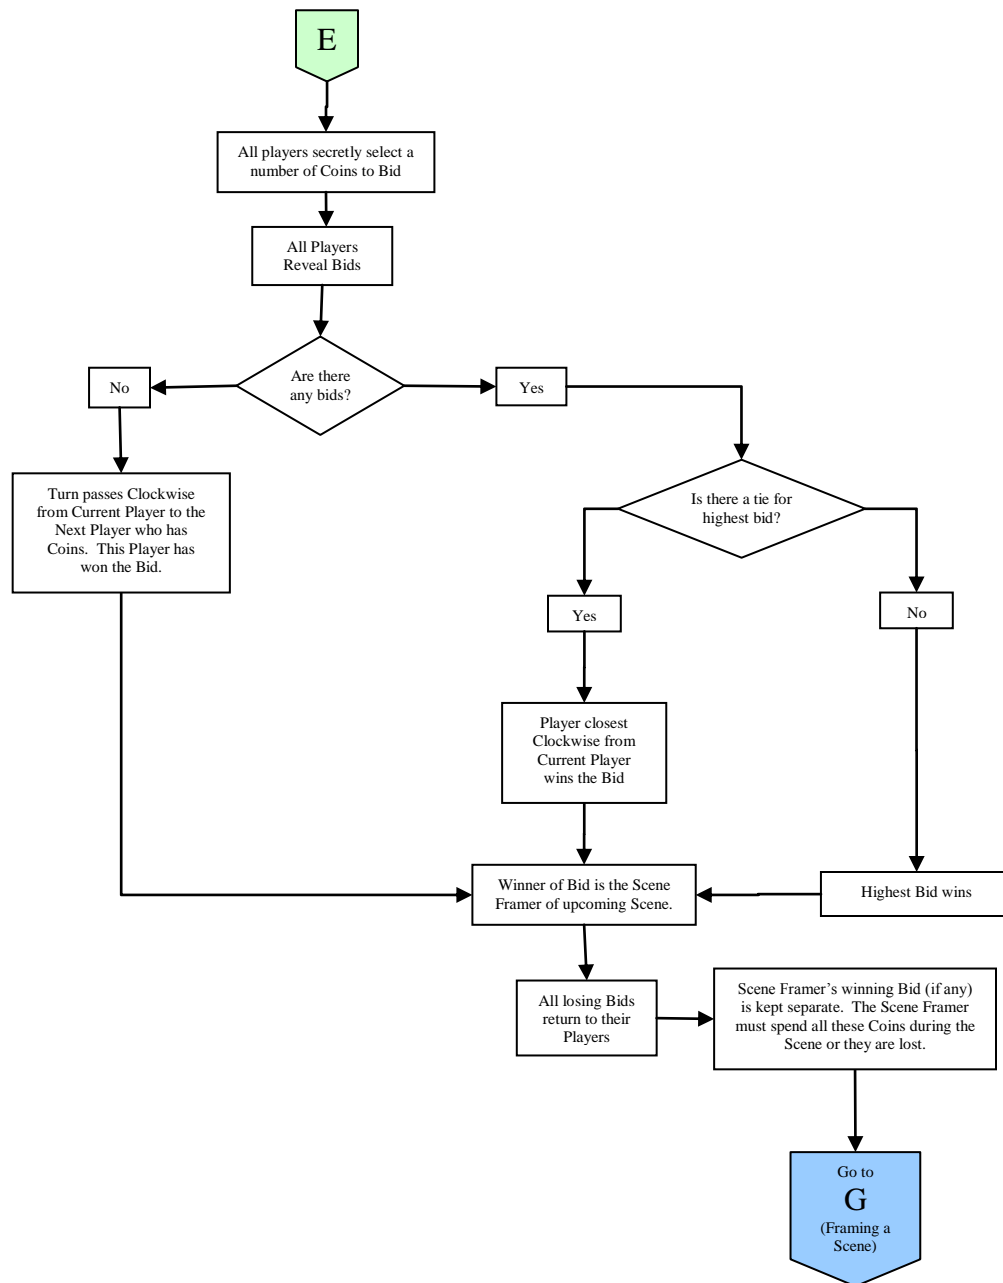 E
All players secretly select a
number of Coins to Bid
All Players
Reveal Bids
Are there
any bids?
No
Yes
Turn passes Clockwise
from Current Player to the
Next Player who has
Coins. This Player has
won the Bid.
Is there a tie for
highest bid?
Yes
No
Player closest
Clockwise from
Current Player
wins the Bid
Winner of Bid is the Scene
Framer of upcoming Scene.
Highest Bid wins
All losing Bids
return to their
Players
Scene Framer’s winning Bid (if any)
is kept separate. The Scene Framer
must spend all these Coins during the
Scene or they are lost.
Go to
G
(Framing a
Scene)